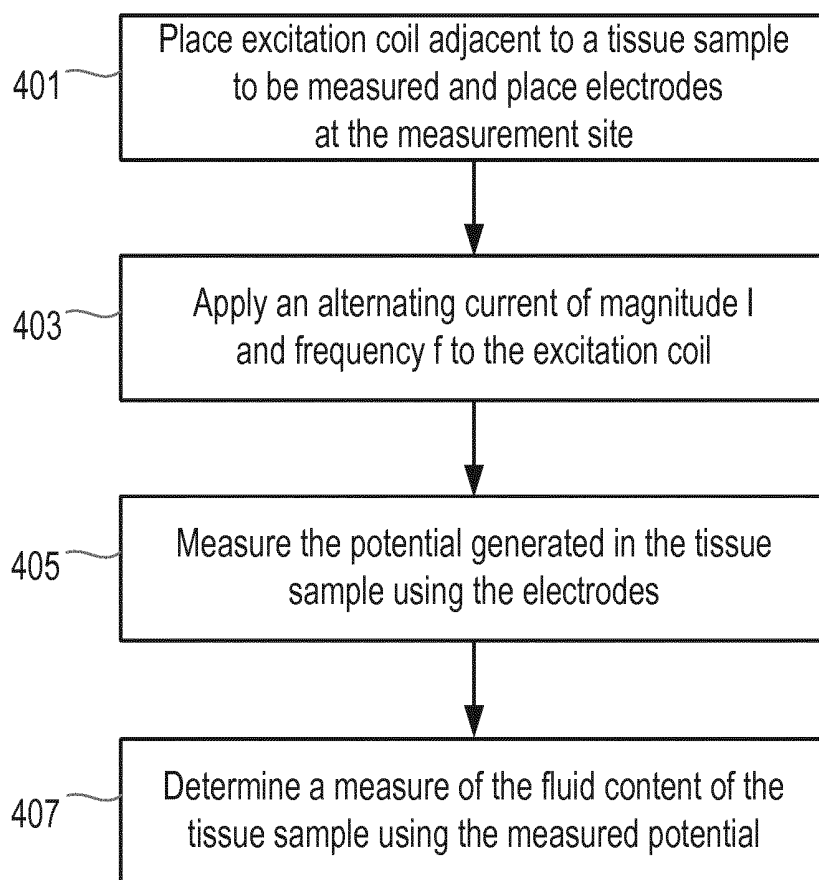 401
Place excitation coil adjacent to a tissue sample
to be measured and place electrodes
at the measurement site
403
Apply an alternating current of magnitude I
and frequency f to the excitation coil
405
Measure the potential generated in the tissue
sample using the electrodes
407
Determine a measure of the fluid content of the
tissue sample using the measured potential